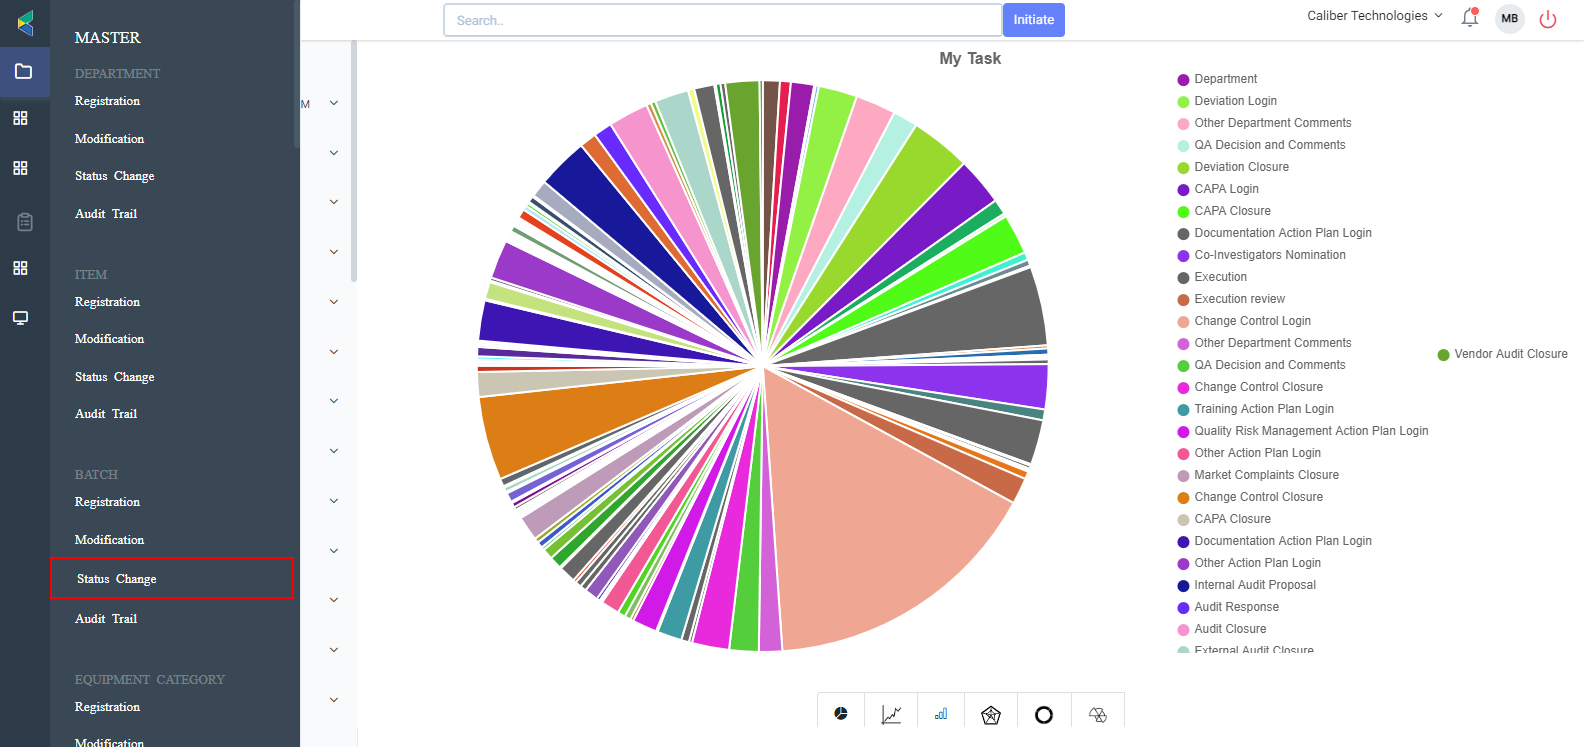 Search..
Initiate
Caliber Technologies
MB
MASTER
DEPARTMENT
Registration
Modification
Status Change
Audit Trail
ITEM
Registration
Modification
Status Change
Audit Trail
BATCH
Registration
Modification
Status Change
Audit Trail
EQUIPMENT CATEGORY
Registration
Modification
M
My Task
Department
Deviation Login
Other Department Comments
QA Decision and Comments
Deviation Closure
CAPA Login
CAPA Closure
Documentation Action Plan Login
Co-Investigators Nomination
Execution
Execution review
Change Control Login
Other Department Comments
QA Decision and Comments
Change Control Closure
Training Action Plan Login
Quality Risk Management Action Plan Login
Other Action Plan Login
Market Complaints Closure
Change Control Closure
CAPA Closure
Documentation Action Plan Login
Other Action Plan Login
Internal Audit Proposal
Audit Response
Audit Closure
External Audit Closure
Vendor Audit Closure